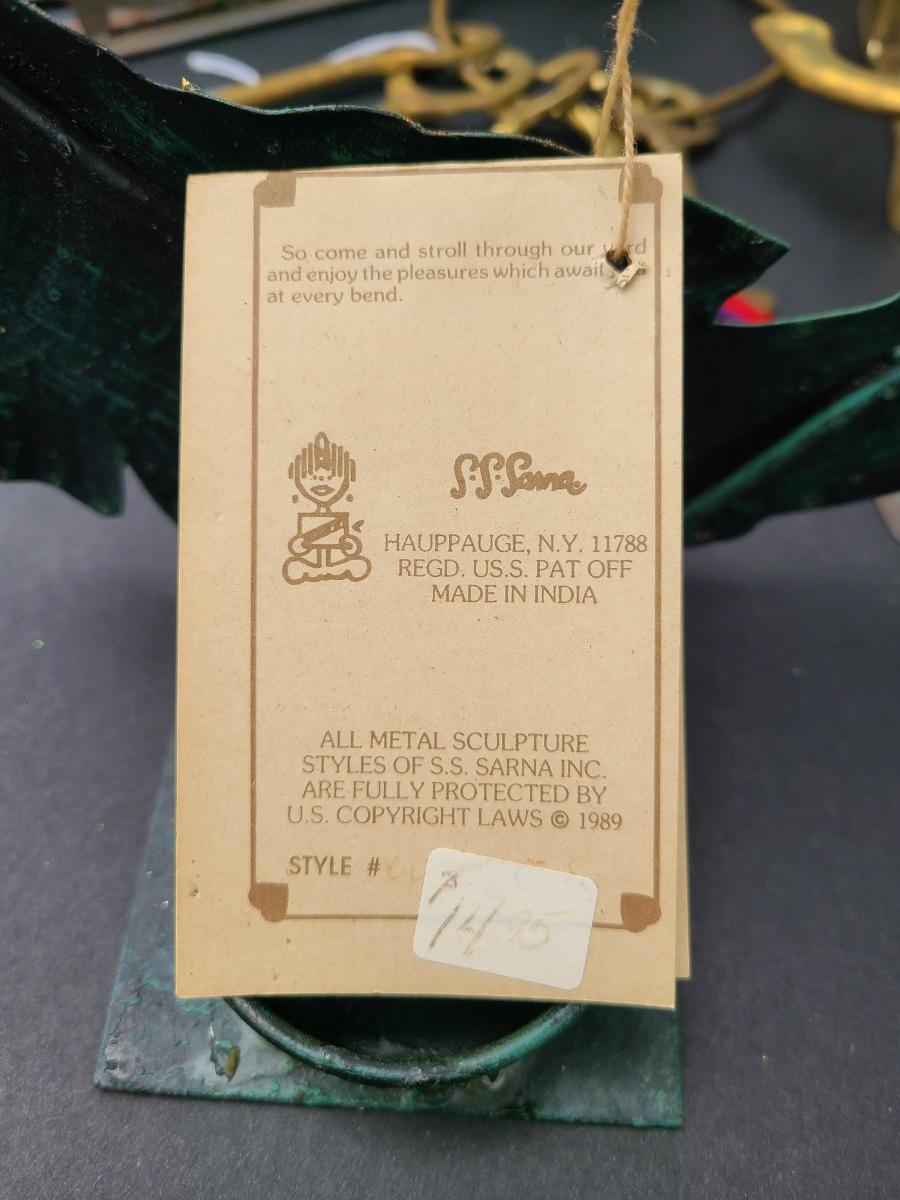 So come and stroll through our yard
and enjoy the pleasures which await
at every bend.
S.S. Sarna
HAUPPAUGE, N.Y. 11788
REGD. US.S. PAT OFF
MADE IN INDIA
ALL METAL SCULPTURE
STYLES OF S.S. SARNA INC.
ARE FULLY PROTECTED BY
U.S. COPYRIGHT LAWS © 1989
STYLE #
14 95